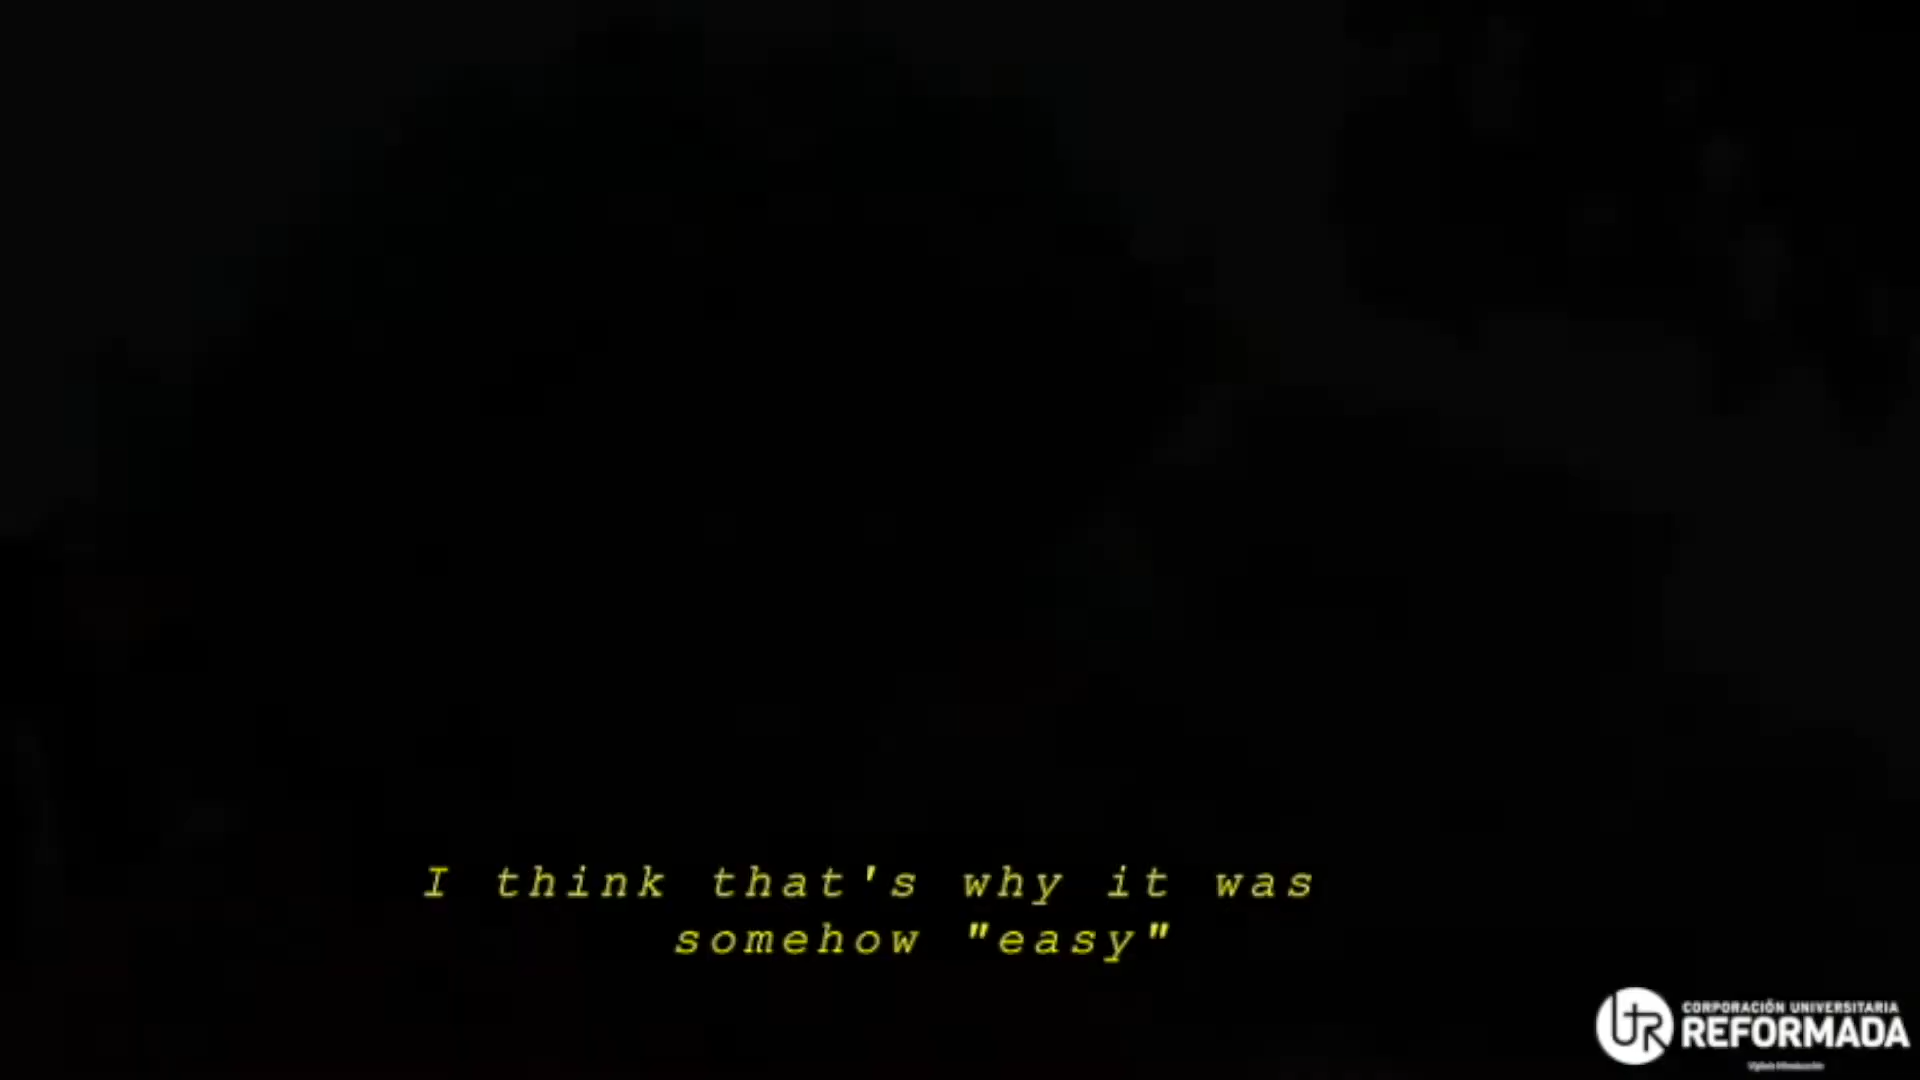 I think that's why it was
somehow "easy"
CORPORACIÓN UNIVERSITARIA
REFORMADA